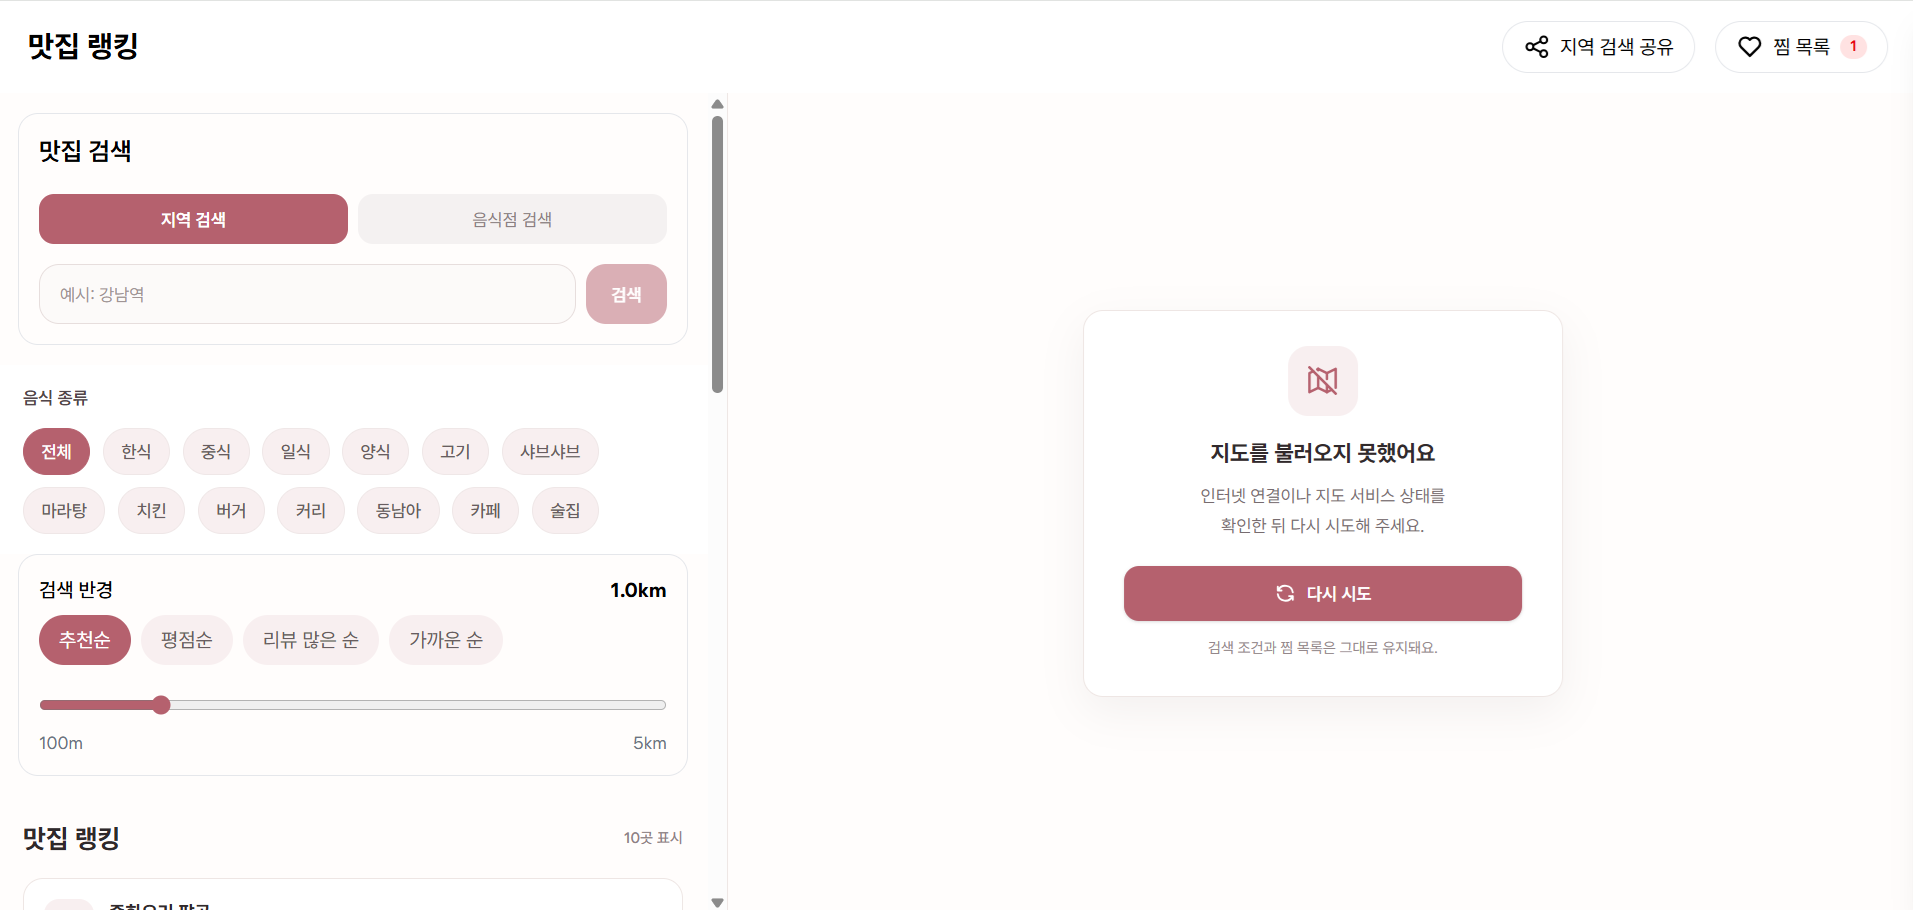 맛집 랭킹
지역 검색 공유
찜 목록 1
맛집 검색
지역 검색
음식점 검색
예시: 강남역
검색
음식 종류
전체 한식 중식 일식 양식 고기 샤브샤브
마라탕 치킨 버거 커리 동남아 카페 술집
검색 반경 1.0km
추천순 평점순 리뷰 많은 순 가까운 순
100m 5km
맛집 랭킹 10곳 표시
지도를 불러오지 못했어요
인터넷 연결이나 지도 서비스 상태를
확인한 뒤 다시 시도해 주세요.
다시 시도
검색 조건과 찜 목록은 그대로 유지돼요.